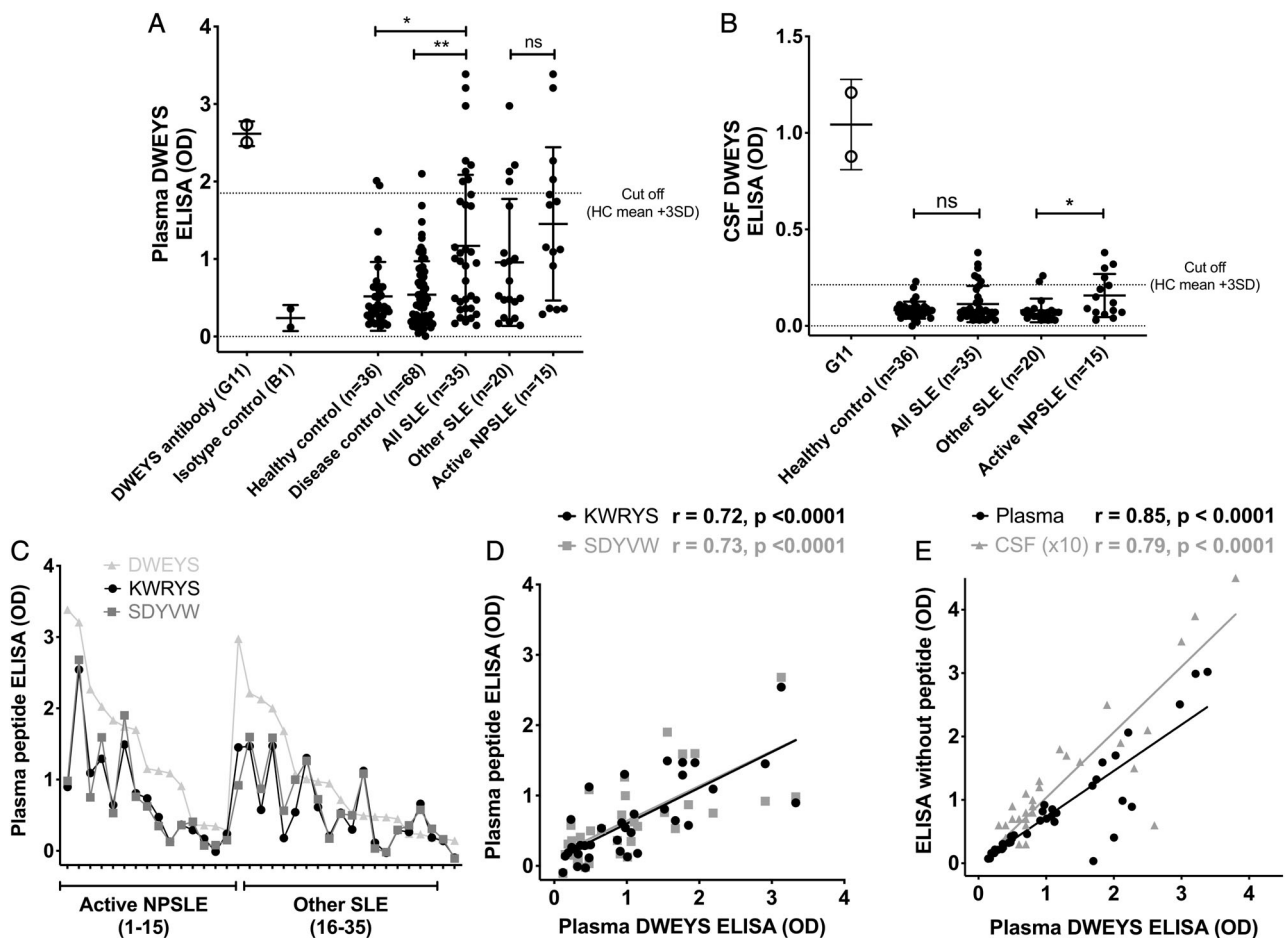 A
Plasma DWEYS
ELISA (OD)
4
3
2
1
0
*
**
ns
Cut off
(HC mean +3SD)
DWEYS antibody (G11)
Isotype control (B1)
Healthy control (n=36)
Disease control (n=68)
All SLE (n=35)
Other SLE (n=20)
Active NPSLE (n=15)
B
CSF DWEYS
ELISA (OD)
1.5
1.0
0.5
0.0
ns
*
Cut off
(HC mean +3SD)
G11
Healthy control (n=36)
All SLE (n=35)
Other SLE (n=20)
Active NPSLE (n=15)
C
Plasma peptide ELISA (OD)
4
3
2
1
0
DWEYS
KWRYS
SDYVW
Active NPSLE
(1-15)
Other SLE
(16-35)
D
KWRYS r = 0.72, p <0.0001
SDYVW r = 0.73, p <0.0001
Plasma peptide ELISA (OD)
4
3
2
1
0
0 1 2 3 4
Plasma DWEYS ELISA (OD)
E
Plasma r = 0.85, p < 0.0001
CSF (x10) r = 0.79, p < 0.0001
ELISA without peptide (OD)
4
3
2
1
0
0 1 2 3 4
Plasma DWEYS ELISA (OD)